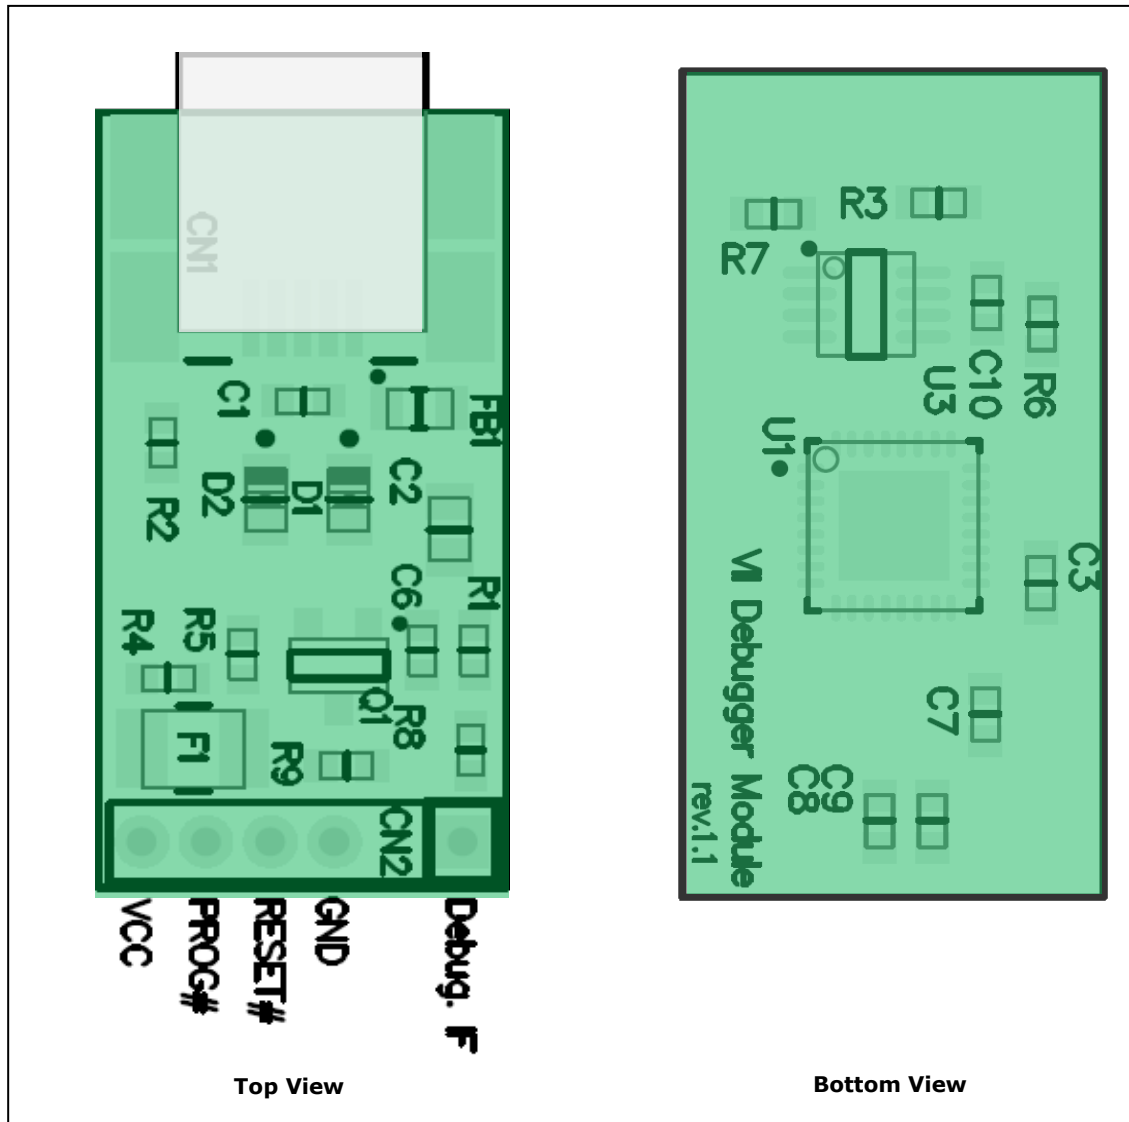 CN1
C1
FB1
R2
D2
D1
C2
C6
R1
R4
R5
Q1
R8
F1
R9
CN2
VCC
PROG#
RESET#
GND
Debug. IF
Top View
R3
R7
U3
C10
R6
U1
C3
C7
C8
C9
VII Debugger Module
rev.1.1
Bottom View